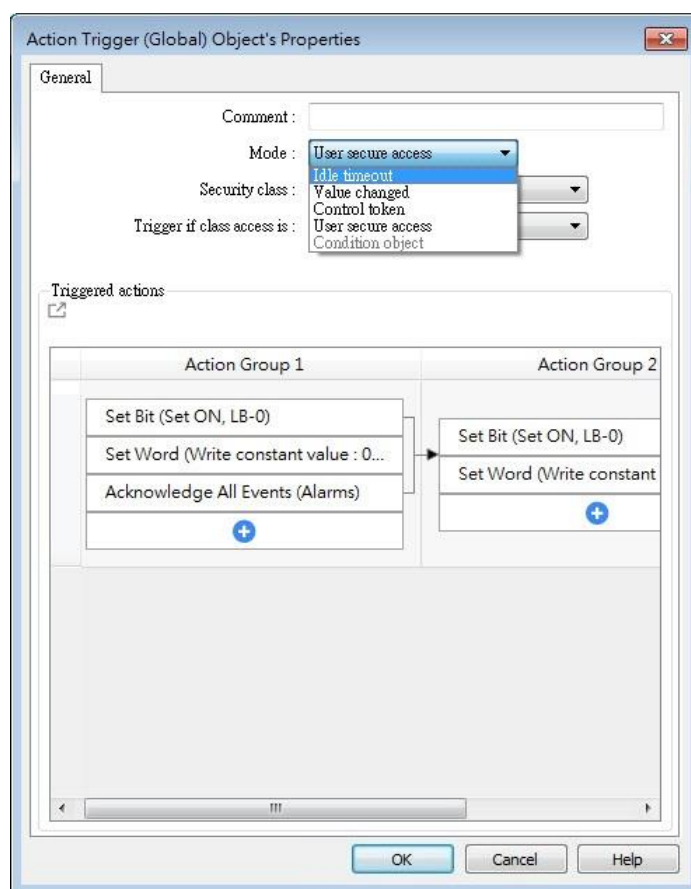 Action Trigger (Global) Object's Properties
General
Comment :
Mode : User secure access
Idle timeout
Security class :
Value changed
Control token
Trigger if class access is :
User secure access
Condition object
Triggered actions
Action Group 1
Action Group 2
Set Bit (Set ON, LB-0)
Set Word (Write constant value : 0...
Acknowledge All Events (Alarms)
Set Bit (Set ON, LB-0)
Set Word (Write constant
OK
Cancel
Help